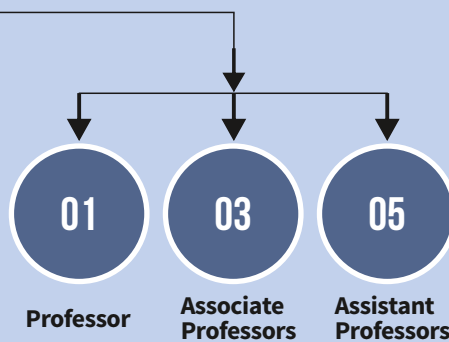 01 03 05
Professor
Associate
Professors
Assistant
Professors